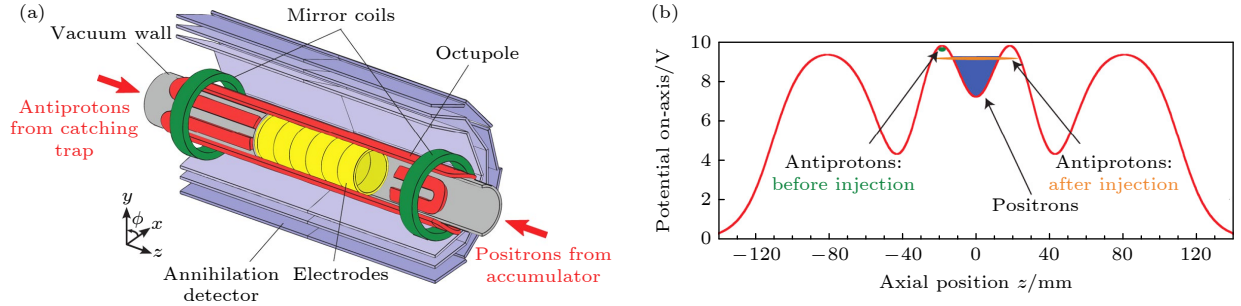 (a)
Mirror coils
Vacuum wall
Octupole
Antiprotons
from catching
trap
y
ϕ
x
z
Annihilation
detector
Electrodes
Positrons from
accumulator
(b)
Potential on-axis/V
10
8
6
4
2
0
Antiprotons:
before injection
Antiprotons:
after injection
Positrons
−120
−80
−40
0
40
80
120
Axial position z/mm